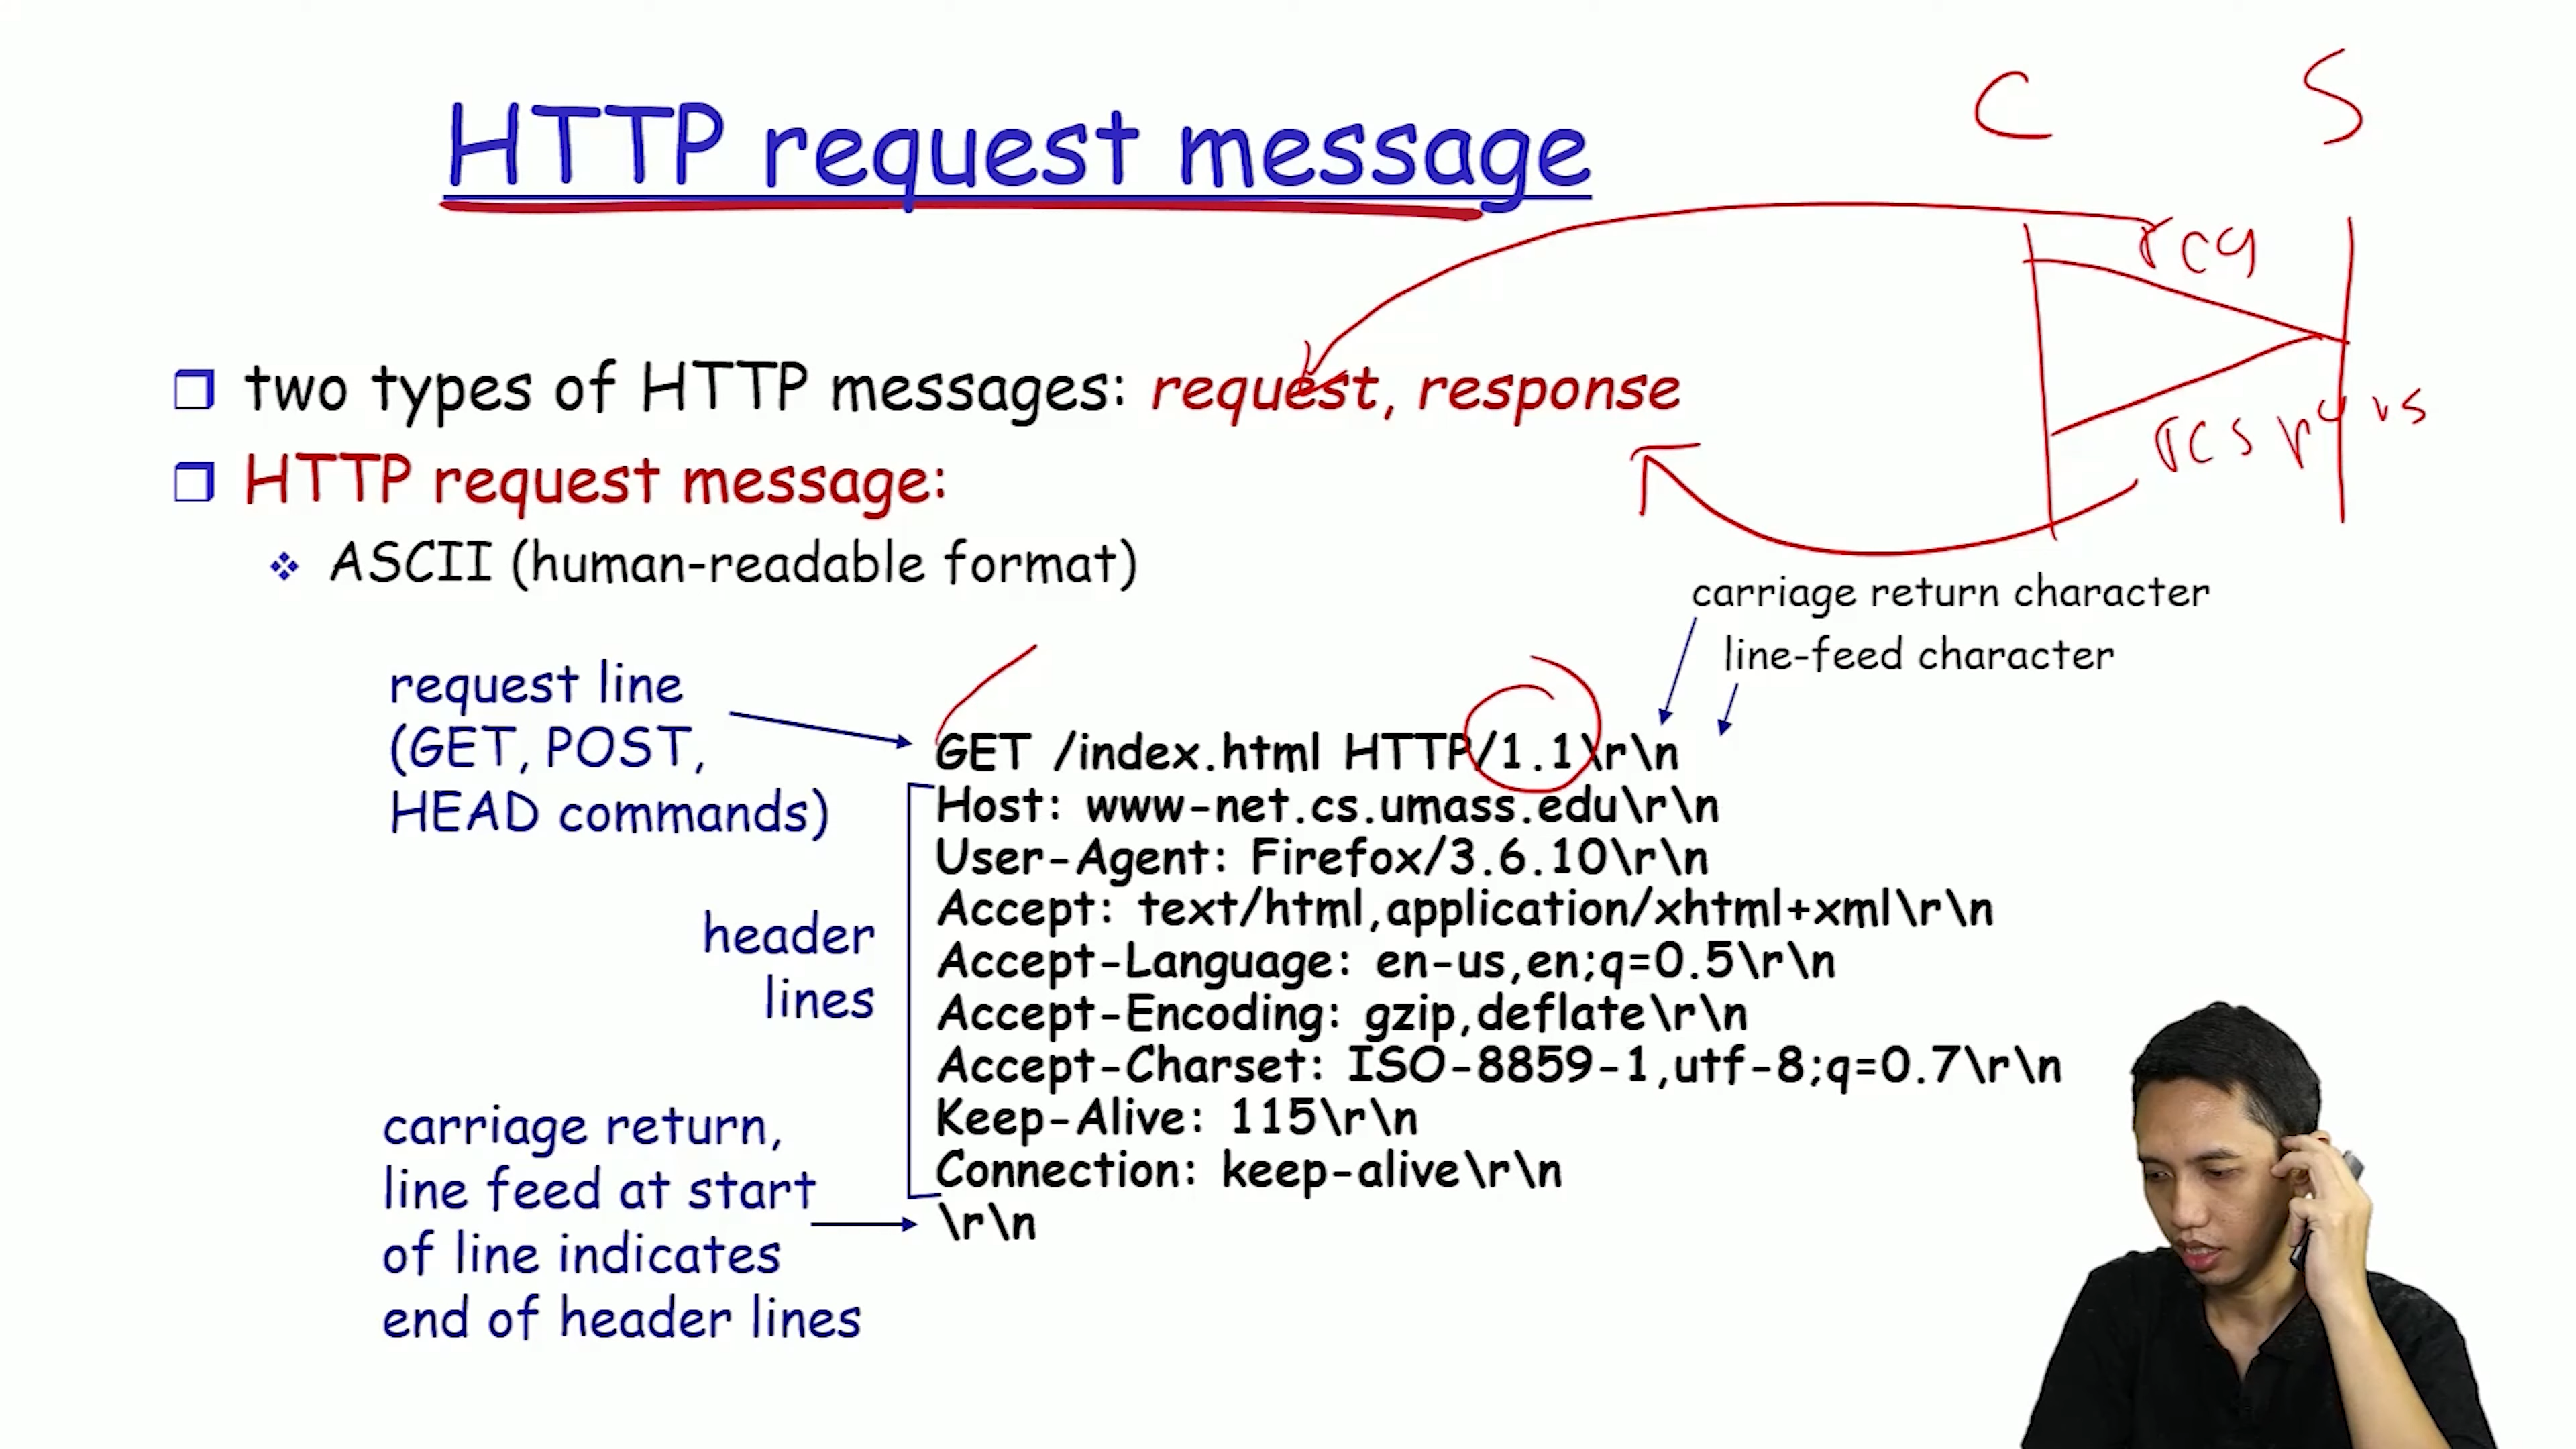 HTTP request message
C S
req
two types of HTTP messages: request, response
HTTP request message:
ASCII (human-readable format)
carriage return character
line-feed character
request line
(GET, POST,
HEAD commands)
GET /index.html HTTP/1.1\r\n
Host: www-net.cs.umass.edu\r\n
User-Agent: Firefox/3.6.10\r\n
Accept: text/html,application/xhtml+xml\r\n
Accept-Language: en-us,en;q=0.5\r\n
Accept-Encoding: gzip,deflate\r\n
Accept-Charset: ISO-8859-1,utf-8;q=0.7\r\n
Keep-Alive: 115\r\n
Connection: keep-alive\r\n
\r\n
header
lines
carriage return,
line feed at start
of line indicates
end of header lines